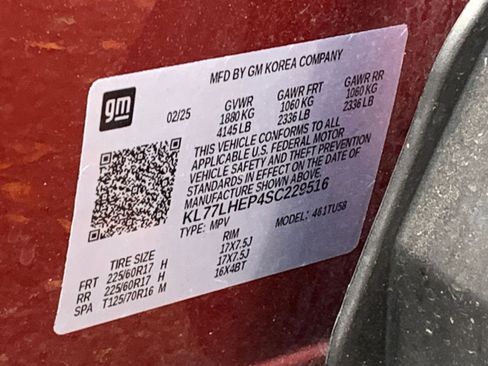 MFD BY GM KOREA COMPANY
gm
02/25
GVWR GAWR FRT GAWR RR
1880 KG 1060 KG 1060 KG
4145 LB 2336 LB 2336 LB
THIS VEHICLE CONFORMS TO ALL
APPLICABLE U.S. FEDERAL MOTOR
VEHICLE SAFETY AND THEFT PREVENTION
STANDARDS IN EFFECT ON THE DATE OF
MANUFACTURE SHOWN ABOVE.
KL77LHEP4SC229516
TYPE: MPV MODEL: 461TU58
TIRE SIZE RIM
FRT 225/60R17 H 17X7.5J
RR 225/60R17 H 17X7.5J
SPA T125/70R16 M 16X4BT